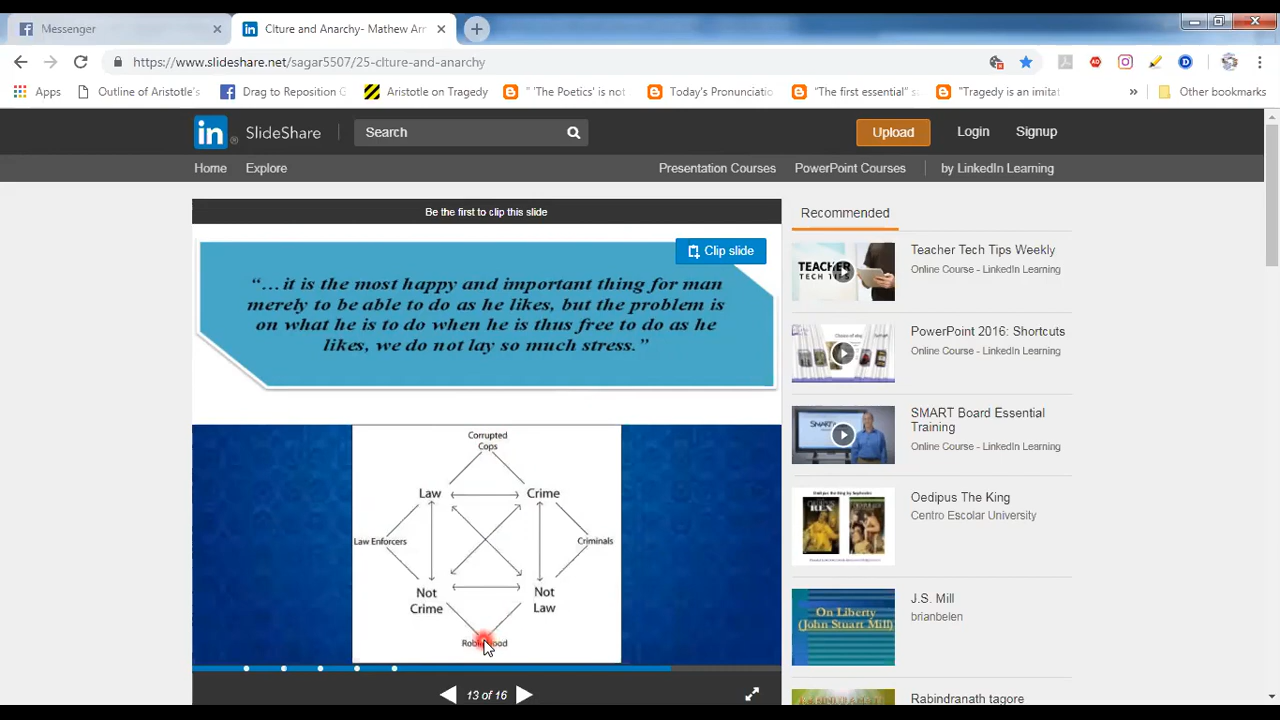 Messenger
Clture and Anarchy- Mathew Arn
https://www.slideshare.net/sagar5507/25-clture-and-anarchy
Apps
Outline of Aristotle's
Drag to Reposition
Aristotle on Tragedy
" 'The Poetics' is not
Today's Pronunciatio
"The first essential" s
"Tragedy is an imitat
»
Other bookmarks
in SlideShare
Search
Upload
Login
Signup
Home
Explore
Presentation Courses
PowerPoint Courses
by LinkedIn Learning
Be the first to clip this slide
Clip slide
"…it is the most happy and important thing for man
merely to be able to do as he likes, but the problem is
on what he is to do when he is thus free to do as he
likes, we do not lay so much stress."
Corrupted
Cops
Law
Crime
Law Enforcers
Criminals
Not
Crime
Not
Law
13 of 16
Recommended
TEACHER
TECH TIPS
Teacher Tech Tips Weekly
Online Course - LinkedIn Learning
PowerPoint 2016: Shortcuts
Online Course - LinkedIn Learning
SMART Board Essential
Training
Online Course - LinkedIn Learning
Oedipus The King
Centro Escolar University
On Liberty
(John Stuart Mill)
J.S. Mill
brianbelen
Rabindranath tagore